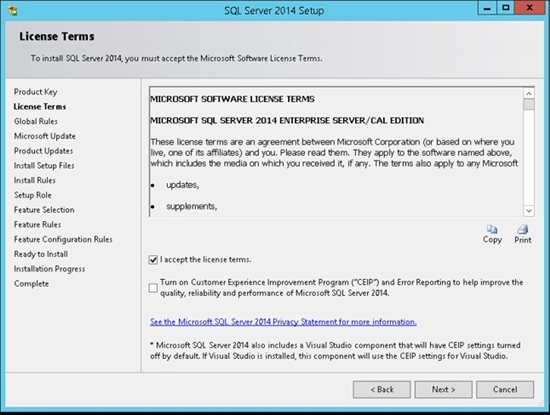 SQL Server 2014 Setup
License Terms
To install SQL Server 2014, you must accept the Microsoft Software License Terms.
Product Key
License Terms
Global Rules
Microsoft Update
Product Updates
Install Setup Files
Install Rules
Setup Role
Feature Selection
Feature Rules
Feature Configuration Rules
Ready to Install
Installation Progress
Complete
MICROSOFT SOFTWARE LICENSE TERMS
MICROSOFT SQL SERVER 2014 ENTERPRISE SERVER/CAL EDITION
These license terms are an agreement between Microsoft Corporation (or based on where you
live, one of its affiliates) and you. Please read them. They apply to the software named above,
which includes the media on which you received it, if any. The terms also apply to any Microsoft
• updates,
• supplements,
Copy Print
I accept the license terms.
Turn on Customer Experience Improvement Program ("CEIP") and Error Reporting to help improve the
quality, reliability and performance of Microsoft SQL Server 2014.
See the Microsoft SQL Server 2014 Privacy Statement for more information.
* Microsoft SQL Server 2014 also includes a Visual Studio component that will have CEIP settings turned
off by default. If Visual Studio is installed, this component will use the CEIP settings for Visual Studio.
< Back Next > Cancel